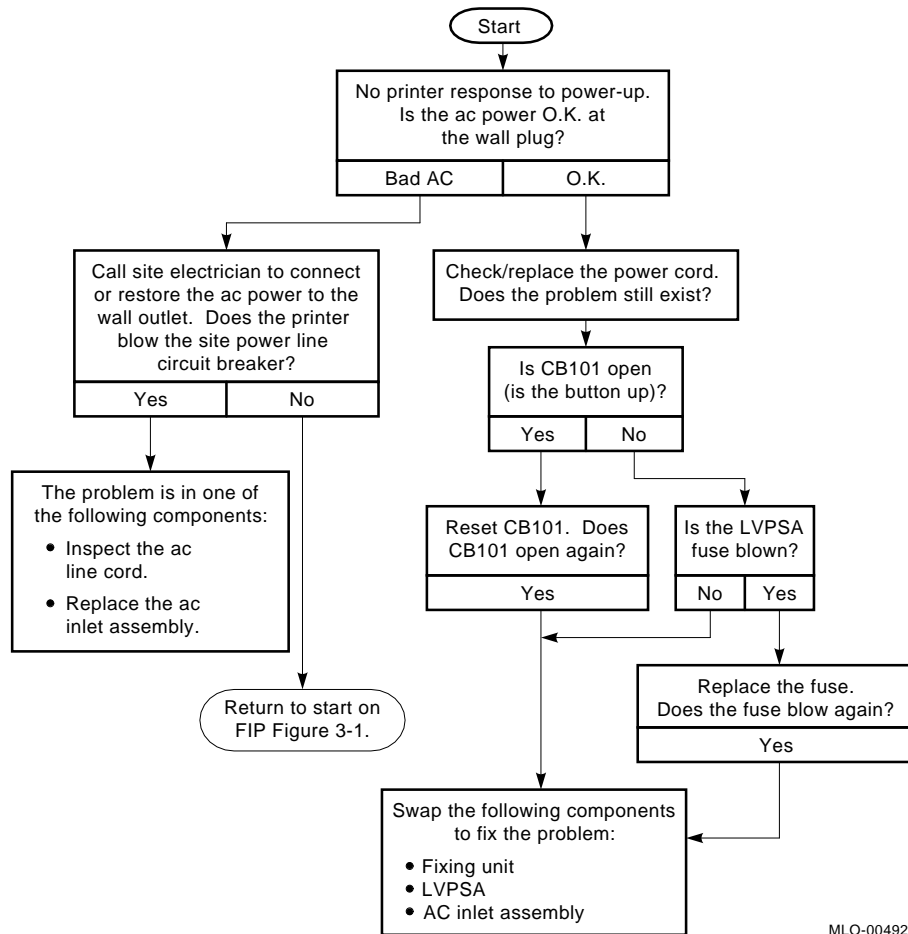 Start
No printer response to power-up.
Is the ac power O.K. at
the wall plug?
Bad AC
O.K.
Call site electrician to connect
or restore the ac power to the
wall outlet. Does the printer
blow the site power line
circuit breaker?
Yes
No
Check/replace the power cord.
Does the problem still exist?
Is CB101 open
(is the button up)?
Yes
No
The problem is in one of
the following components:
• Inspect the ac
line cord.
• Replace the ac
inlet assembly.
Reset CB101. Does
CB101 open again?
Yes
Is the LVPSA
fuse blown?
No
Yes
Return to start on
FIP Figure 3-1.
Replace the fuse.
Does the fuse blow again?
Yes
Swap the following components
to fix the problem:
• Fixing unit
• LVPSA
• AC inlet assembly
MLO-00492